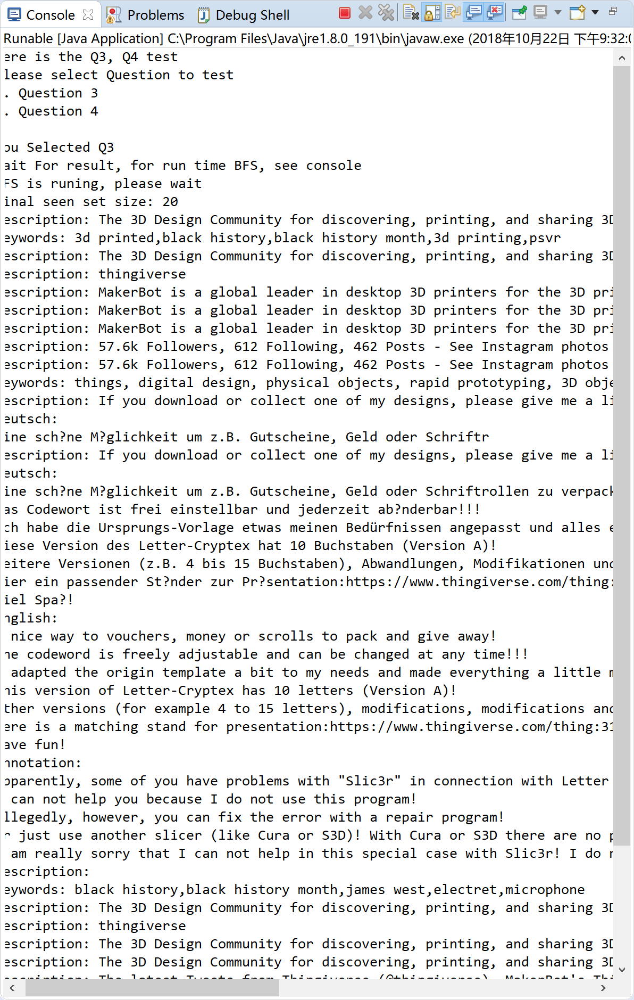 Console
Problems
Debug Shell
Runable [Java Application] C:\Program Files\Java\jre1.8.0_191\bin\javaw.exe (2018年10月22日 下午9:32:0
ere is the Q3, Q4 test
lease select Question to test
. Question 3
. Question 4
ou Selected Q3
ait For result, for run time BFS, see console
FS is runing, please wait
inal seen set size: 20
escription: The 3D Design Community for discovering, printing, and sharing 3D
eywords: 3d printed,black history,black history month,3d printing,psvr
escription: The 3D Design Community for discovering, printing, and sharing 3D
escription: thingiverse
escription: MakerBot is a global leader in desktop 3D printers for the 3D pri
escription: MakerBot is a global leader in desktop 3D printers for the 3D pri
escription: MakerBot is a global leader in desktop 3D printers for the 3D pri
escription: 57.6k Followers, 612 Following, 462 Posts - See Instagram photos
escription: 57.6k Followers, 612 Following, 462 Posts - See Instagram photos
eywords: things, digital design, physical objects, rapid prototyping, 3D obje
escription: If you download or collect one of my designs, please give me a li
eutsch:
ine sch?ne M?glichkeit um z.B. Gutscheine, Geld oder Schriftr
escription: If you download or collect one of my designs, please give me a li
eutsch:
ine sch?ne M?glichkeit um z.B. Gutscheine, Geld oder Schriftrollen zu verpack
as Codewort ist frei einstellbar und jederzeit ab?nderbar!!!
ch habe die Ursprungs-Vorlage etwas meinen Bedürfnissen angepasst und alles e
iese Version des Letter-Cryptex hat 10 Buchstaben (Version A)!
eitere Versionen (z.B. 4 bis 15 Buchstaben), Abwandlungen, Modifikationen und
ier ein passender St?nder zur Pr?sentation:https://www.thingiverse.com/thing:
iel Spa?!
nglish:
nice way to vouchers, money or scrolls to pack and give away!
he codeword is freely adjustable and can be changed at any time!!!
adapted the origin template a bit to my needs and made everything a little m
his version of Letter-Cryptex has 10 letters (Version A)!
ther versions (for example 4 to 15 letters), modifications, modifications and
ere is a matching stand for presentation:https://www.thingiverse.com/thing:31
ave fun!
nnotation:
pparently, some of you have problems with "Slic3r" in connection with Letter
can not help you because I do not use this program!
llegedly, however, you can fix the error with a repair program!
r just use another slicer (like Cura or S3D)! With Cura or S3D there are no p
am really sorry that I can not help in this special case with Slic3r! I do n
escription:
eywords: black history,black history month,james west,electret,microphone
escription: The 3D Design Community for discovering, printing, and sharing 3D
escription: thingiverse
escription: The 3D Design Community for discovering, printing, and sharing 3D
escription: The 3D Design Community for discovering, printing, and sharing 3D
escription: The latest Tweets from Thingiverse (@thingiverse). MakerBot's Thi